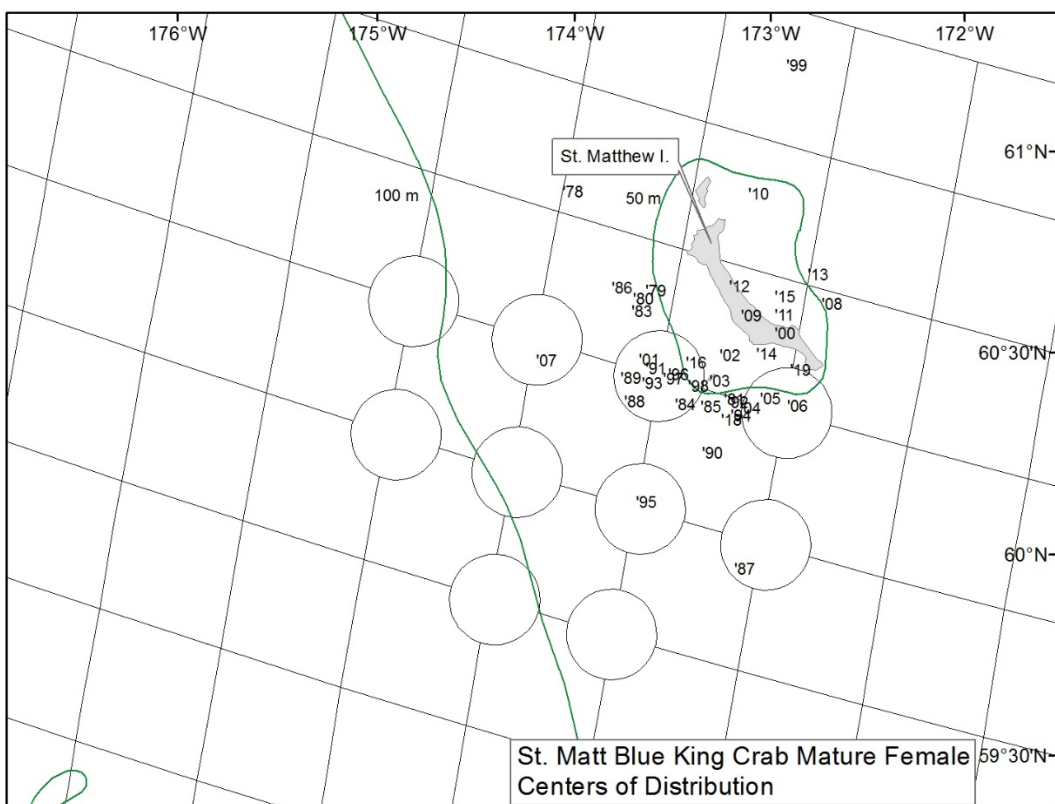 176°W 175°W 174°W 173°W 172°W
'99
61°N
St. Matthew I.
100 m '78 50 m '10
'13
'86 '79 '12
'80 '15 '08
'83 '09 '11
'00
60°30'N
'01 '16 '02 '14
'07 '91 '96 '19
'89 '93 '97 '98 '03
'88 '84 '85 '81 '05 '06
'04
'18 '94
'90
'95
60°N
'87
St. Matt Blue King Crab Mature Female
Centers of Distribution
59°30'N